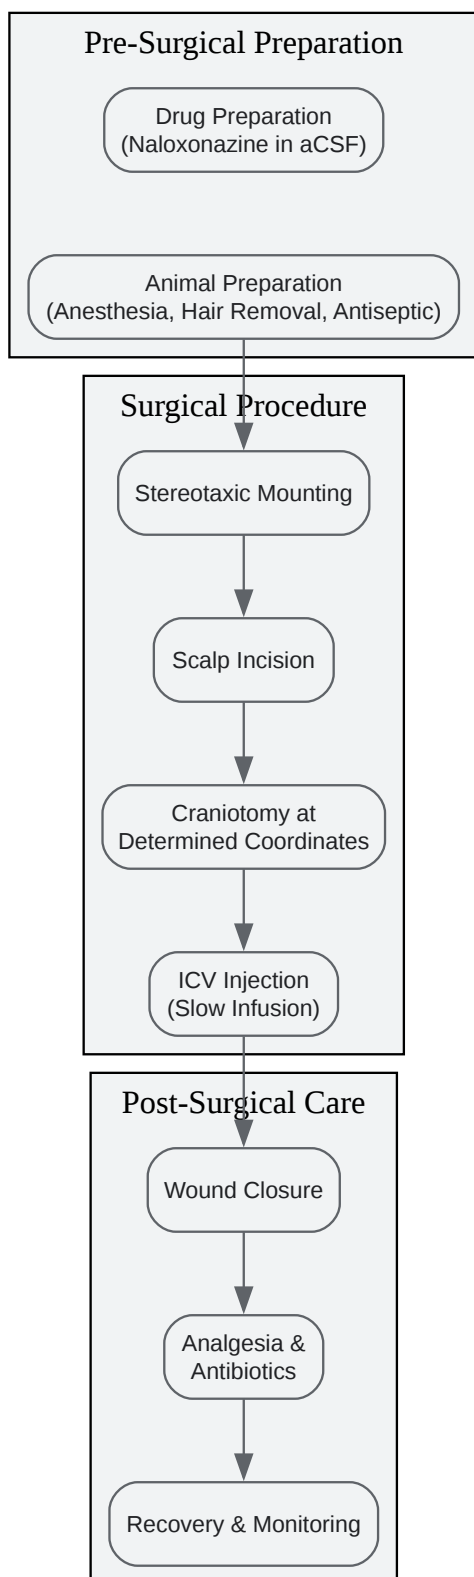 Pre-Surgical Preparation
Drug Preparation
(Naloxonazine in aCSF)
Animal Preparation
(Anesthesia, Hair Removal, Antiseptic)
Surgical Procedure
Stereotaxic Mounting
Scalp Incision
Craniotomy at
Determined Coordinates
ICV Injection
(Slow Infusion)
Post-Surgical Care
Wound Closure
Analgesia &
Antibiotics
Recovery & Monitoring